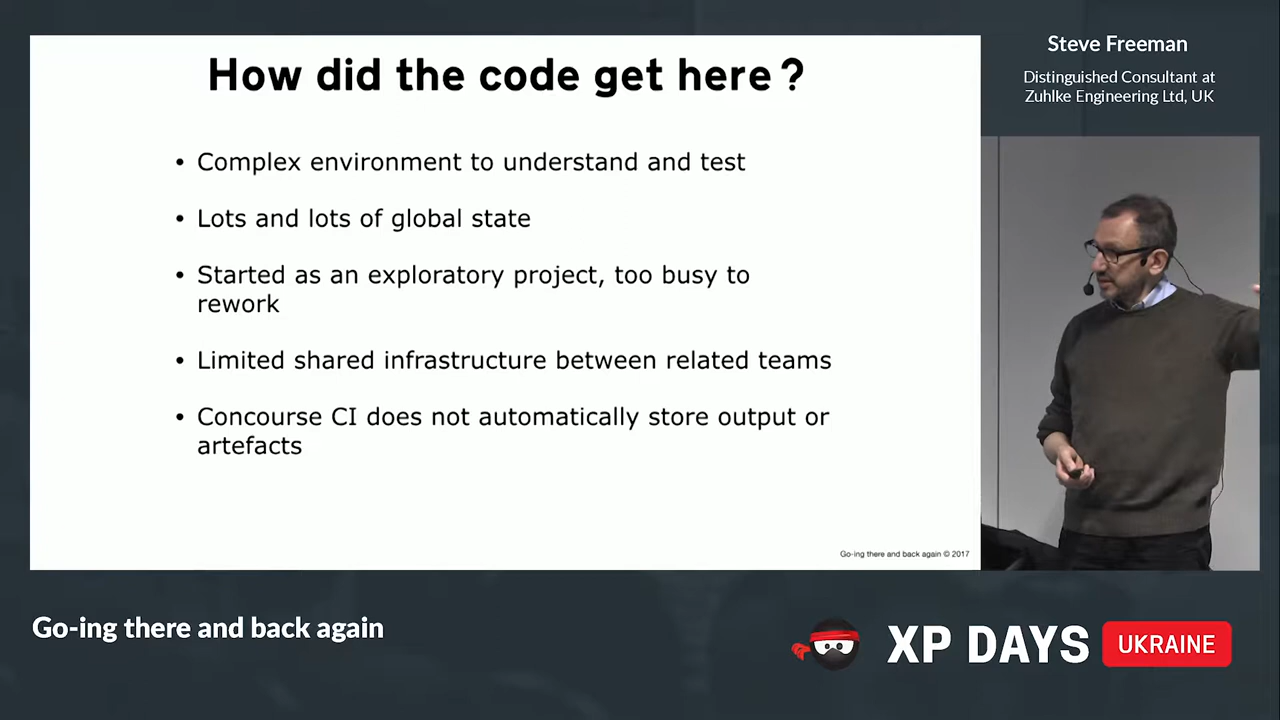 How did the code get here?
• Complex environment to understand and test
• Lots and lots of global state
• Started as an exploratory project, too busy to
rework
• Limited shared infrastructure between related teams
• Concourse CI does not automatically store output or
artefacts
Go-ing there and back again © 2017
Steve Freeman
Distinguished Consultant at
Zuhlke Engineering Ltd, UK
Go-ing there and back again
XP DAYS UKRAINE